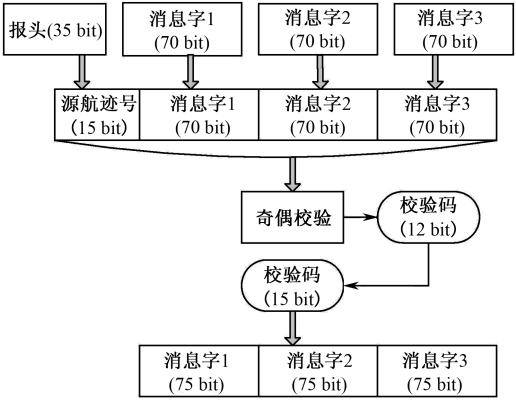 报头(35 bit)
消息字1
(70 bit)
消息字2
(70 bit)
消息字3
(70 bit)
源航迹号
(15 bit)
消息字1
(70 bit)
消息字2
(70 bit)
消息字3
(70 bit)
奇偶校验
校验码
(12 bit)
校验码
(15 bit)
消息字1
(75 bit)
消息字2
(75 bit)
消息字3
(75 bit)